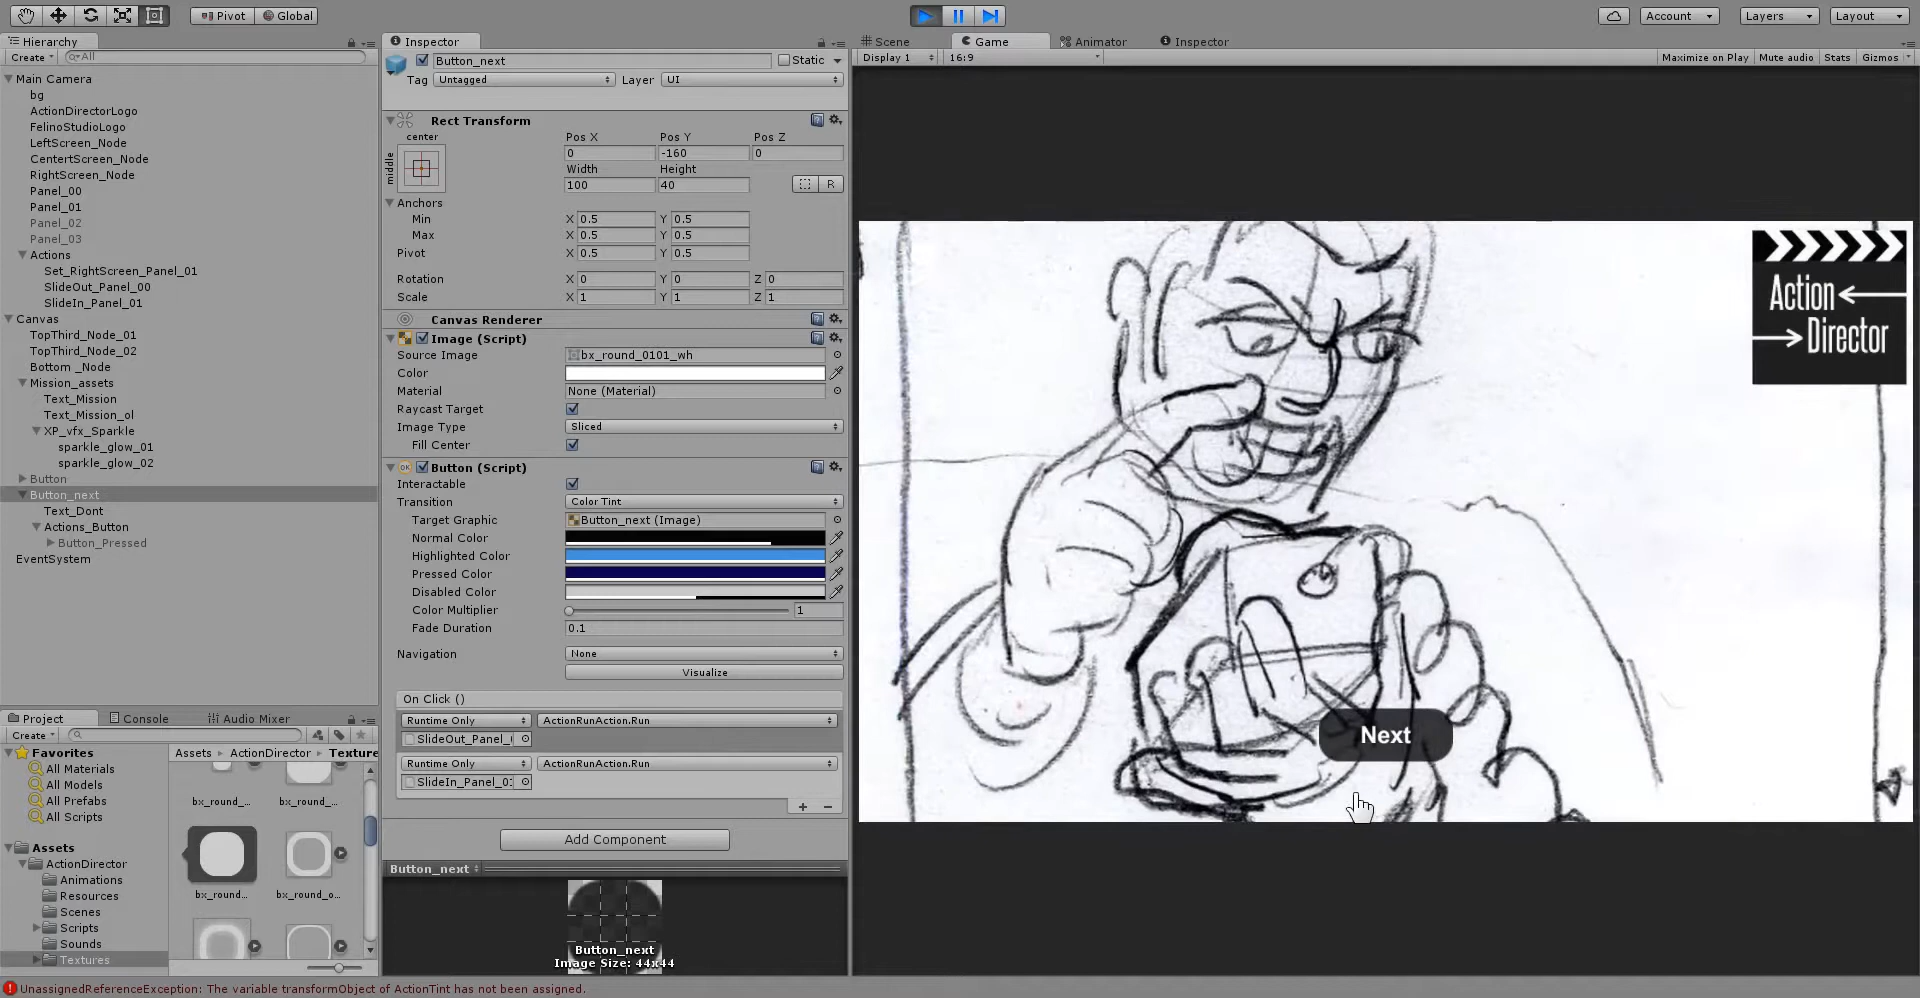 Pivot Global Account Layers Layout
Hierarchy
Create All
Main Camera
bg
ActionDirectorLogo
FelinoStudioLogo
LeftScreen_Node
CentertScreen_Node
RightScreen_Node
Panel_00
Panel_01
Panel_02
Panel_03
Actions
Set_RightScreen_Panel_01
SlideOut_Panel_00
SlideIn_Panel_01
Canvas
TopThird_Node_01
TopThird_Node_02
Bottom _Node
Mission_assets
Text_Mission
Text_Mission_ol
XP_vfx_Sparkle
sparkle_glow_01
sparkle_glow_02
Button
Button_next
Text_Dont
Actions_Button
Button_Pressed
EventSystem
Inspector
Button_next Static
Tag Untagged Layer UI
Rect Transform
center
middle
Pos X Pos Y Pos Z
0 -160 0
Width Height
100 40 R
Anchors
Min X 0.5 Y 0.5
Max X 0.5 Y 0.5
Pivot X 0.5 Y 0.5
Rotation X 0 Y 0 Z 0
Scale X 1 Y 1 Z 1
Canvas Renderer
Image (Script)
Source Image bx_round_0101_wh
Color
Material None (Material)
Raycast Target
Image Type Sliced
Fill Center
Button (Script)
Interactable
Transition Color Tint
Target Graphic Button_next (Image)
Normal Color
Highlighted Color
Pressed Color
Disabled Color
Color Multiplier 1
Fade Duration 0.1
Navigation None
Visualize
On Click ()
Runtime Only ActionRunAction.Run
SlideOut_Panel_
Runtime Only ActionRunAction.Run
SlideIn_Panel_0
+ −
Add Component
Button_next
Button_next
Image Size: 44x44
Scene Game Animator Inspector
Display 1 16:9 Maximize on Play Mute audio Stats Gizmos
Action
Director
Next
Project Console Audio Mixer
Create
Favorites
All Materials
All Models
All Prefabs
All Scripts
Assets
ActionDirector
Animations
Resources
Scenes
Scripts
Sounds
Textures
Assets ActionDirector Texture
bx_round_... bx_round_...
bx_round... bx_round_o...
UnassignedReferenceException: The variable transformObject of ActionTint has not been assigned.